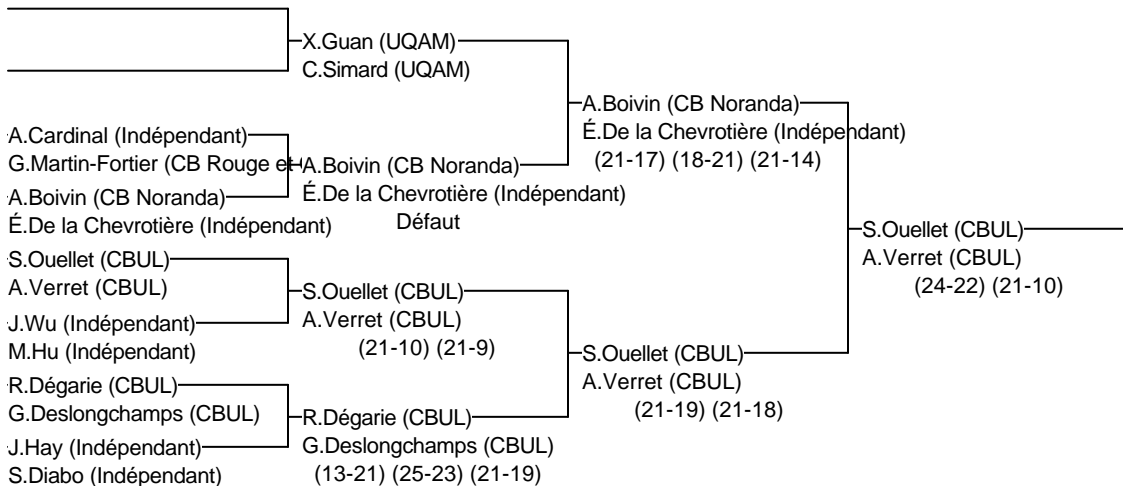 X.Guan (UQAM)
C.Simard (UQAM)
A.Boivin (CB Noranda)
É.De la Chevrotière (Indépendant)
(21-17) (18-21) (21-14)
A.Cardinal (Indépendant)
G.Martin-Fortier (CB Rouge et
A.Boivin (CB Noranda)
É.De la Chevrotière (Indépendant)
Défaut
A.Boivin (CB Noranda)
É.De la Chevrotière (Indépendant)
S.Ouellet (CBUL)
A.Verret (CBUL)
(24-22) (21-10)
S.Ouellet (CBUL)
A.Verret (CBUL)
S.Ouellet (CBUL)
A.Verret (CBUL)
(21-10) (21-9)
J.Wu (Indépendant)
M.Hu (Indépendant)
S.Ouellet (CBUL)
A.Verret (CBUL)
(21-19) (21-18)
R.Dégarie (CBUL)
G.Deslongchamps (CBUL)
R.Dégarie (CBUL)
G.Deslongchamps (CBUL)
(13-21) (25-23) (21-19)
J.Hay (Indépendant)
S.Diabo (Indépendant)